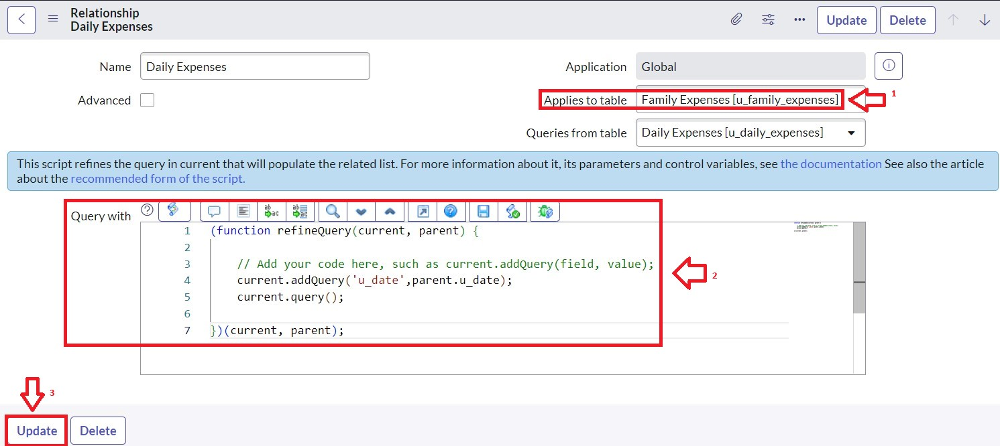 Relationship
Daily Expenses
Update
Delete
Name
Daily Expenses
Application
Global
Advanced
Applies to table
Family Expenses [u_family_expenses]
1
Queries from table
Daily Expenses [u_daily_expenses]
This script refines the query in current that will populate the related list. For more information about it, its parameters and control variables, see the documentation See also the article
about the recommended form of the script.
Query with
1 (function refineQuery(current, parent) {
2
3 // Add your code here, such as current.addQuery(field, value);
4 current.addQuery('u_date',parent.u_date);
5 current.query();
6
7 })(current, parent);
2
3
Update
Delete